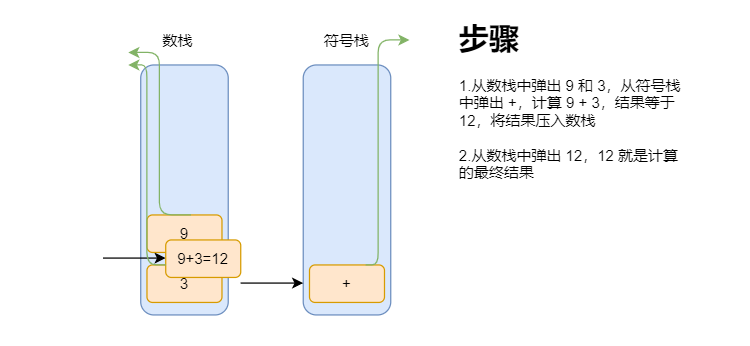 数栈
符号栈
步骤
1.从数栈中弹出 9 和 3，从符号栈
中弹出 +，计算 9 + 3，结果等于
12，将结果压入数栈
2.从数栈中弹出 12，12 就是计算
的最终结果
9
9+3=12
3
+